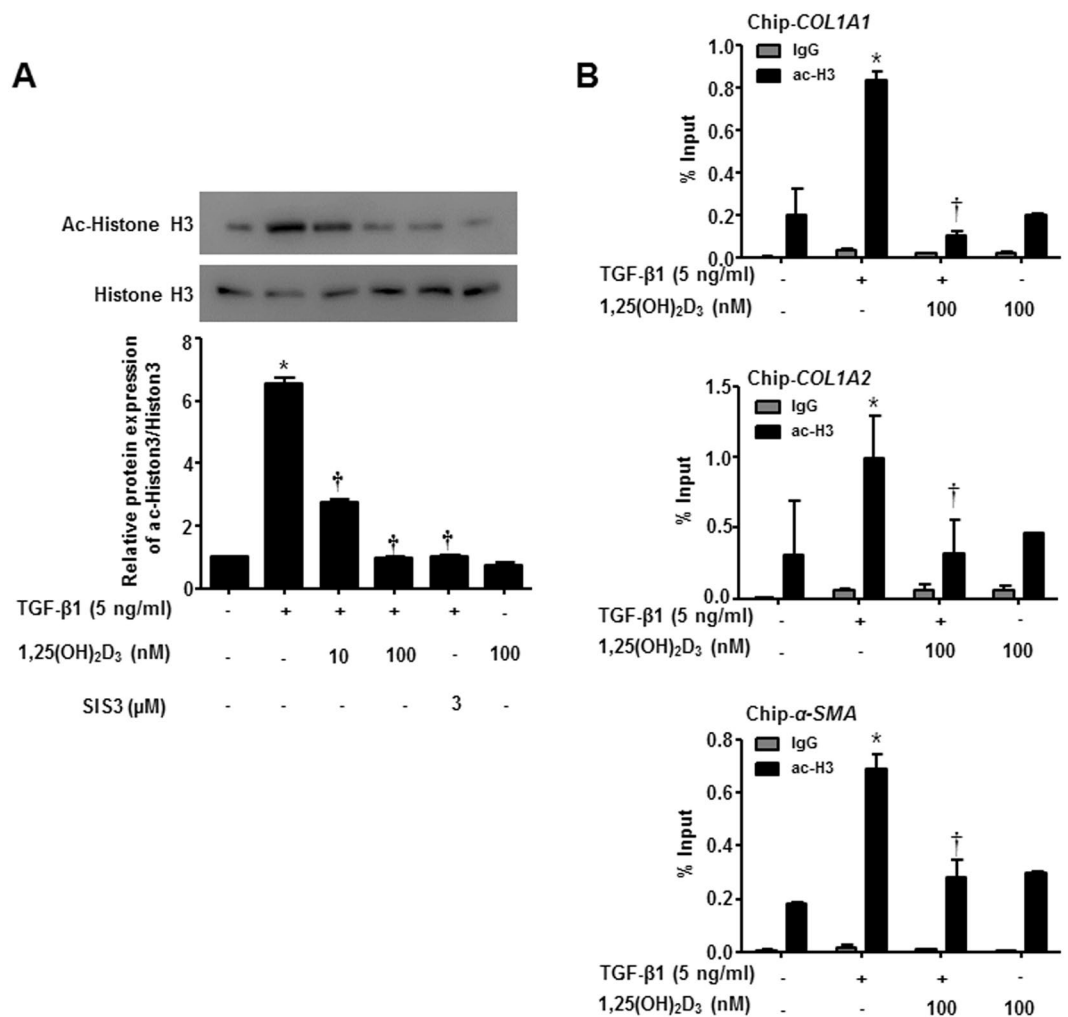 A
Ac-Histone H3
Histone H3
Relative protein expression
of ac-Histon3/Histon3
8
6
4
2
0
*
†
†
†
TGF-β1 (5 ng/ml) - + + + + -
1,25(OH)₂D₃ (nM) - - 10 100 - 100
SIS3 (μM) - - - - 3 -
B
Chip-COL1A1
IgG
ac-H3
% Input
1.0
0.8
0.6
0.4
0.2
0.0
*
†
TGF-β1 (5 ng/ml) - + + -
1,25(OH)₂D₃ (nM) - - 100 100
Chip-COL1A2
IgG
ac-H3
% Input
1.5
1.0
0.5
0.0
*
†
TGF-β1 (5 ng/ml) - + + -
1,25(OH)₂D₃ (nM) - - 100 100
Chip-α-SMA
IgG
ac-H3
% Input
0.8
0.6
0.4
0.2
0.0
*
†
TGF-β1 (5 ng/ml) - + + -
1,25(OH)₂D₃ (nM) - - 100 100